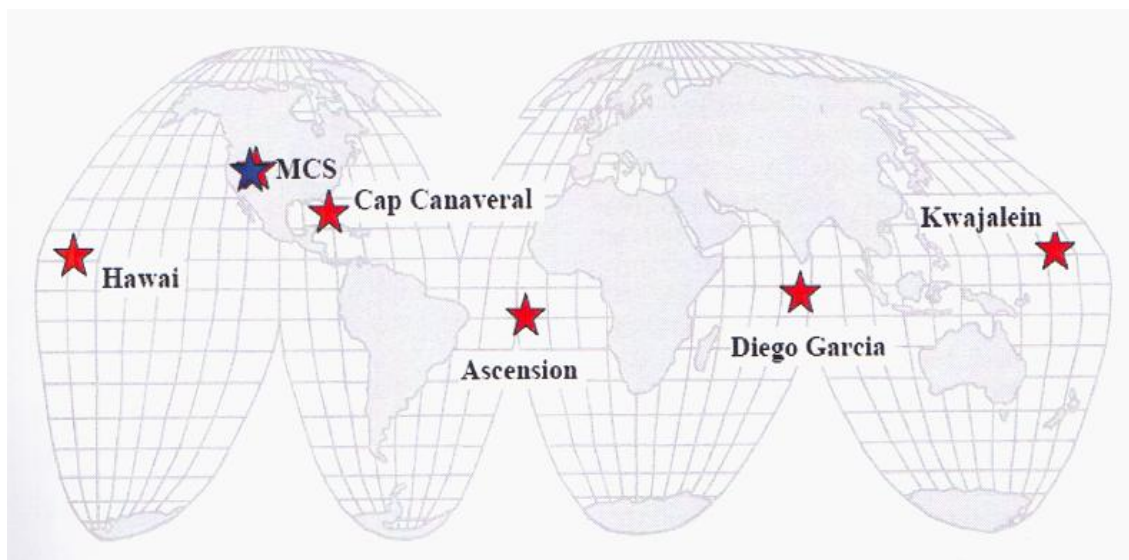 MCS
Cap Canaveral
Kwajalein
Hawai
Ascension
Diego Garcia